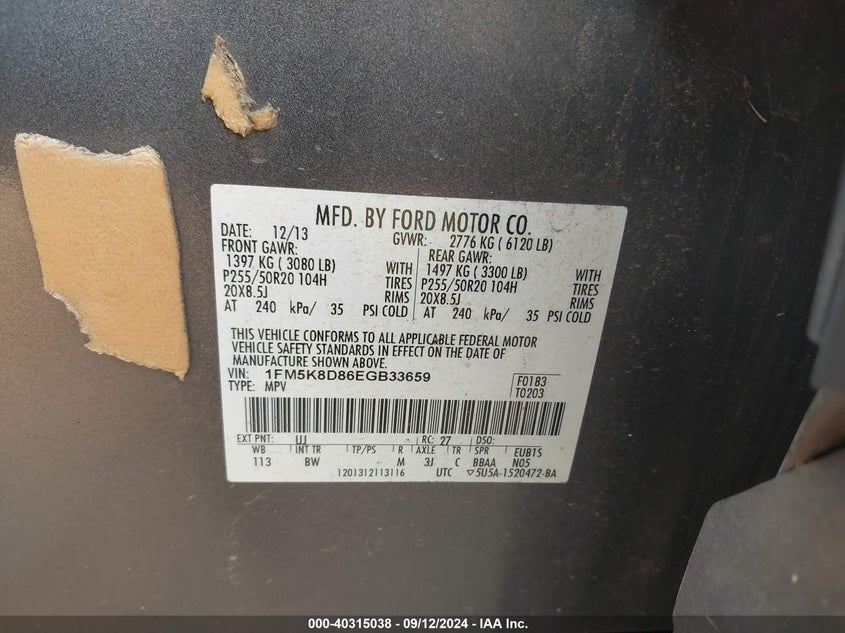 MFD. BY FORD MOTOR CO.
DATE: 12/13 GVWR: 2776 KG ( 6120 LB)
FRONT GAWR: REAR GAWR:
1397 KG ( 3080 LB) WITH 1497 KG ( 3300 LB) WITH
P255/50R20 104H TIRES P255/50R20 104H TIRES
20X8.5J RIMS 20X8.5J RIMS
AT 240 kPa/ 35 PSI COLD AT 240 kPa/ 35 PSI COLD
THIS VEHICLE CONFORMS TO ALL APPLICABLE FEDERAL MOTOR
VEHICLE SAFETY STANDARDS IN EFFECT ON THE DATE OF
MANUFACTURE SHOWN ABOVE.
VIN: 1FM5K8D86EGB33659 F0183
TYPE: MPV T0203
EXT PNT: UJ RC: 27 DSO:
WB INT TR TP/PS R AXLE TR SPR EUB1S
113 BW M 3J C BBAA N05
1201312113116 UTC ▽5U5A-1520472-BA
000-40315038 - 09/12/2024 - IAA Inc.